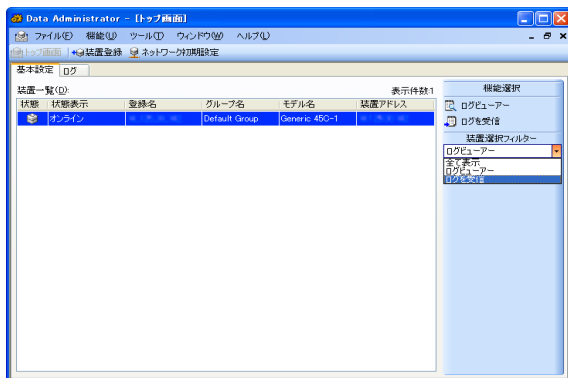 Data Administrator - [トップ画面]
ファイル(F) 機能(U) ツール(T) ウィンドウ(W) ヘルプ(L)
トップ画面 装置登録 ネットワーク初期設定
基本設定 ログ
装置一覧(D): 表示件数:1
状態 状態表示 登録名 グループ名 モデル名 装置アドレス
オンライン Default Group Generic 45C-1
機能選択
ログビューアー
ログを受信
装置選択フィルター
ログビューアー
全て表示
ログビューアー
ログを受信